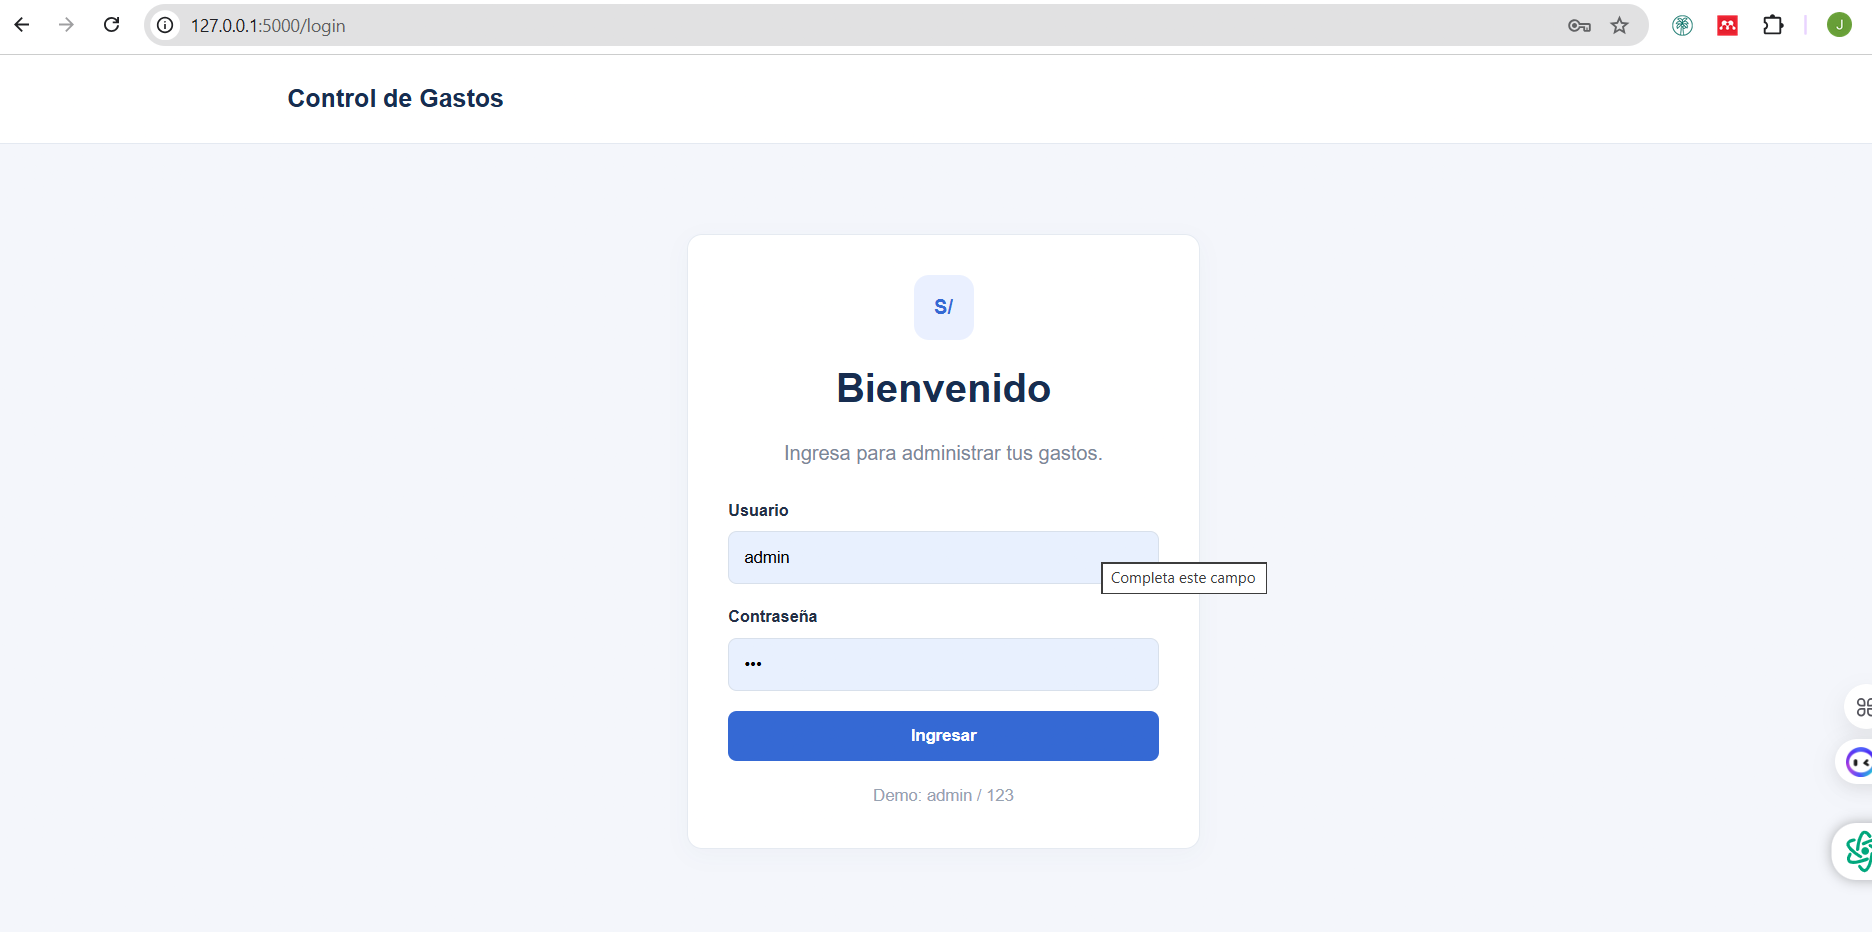 127.0.0.1:5000/login
J
Control de Gastos
S/
Bienvenido
Ingresa para administrar tus gastos.
Usuario
admin
Completa este campo
Contraseña
•••
Ingresar
Demo: admin / 123